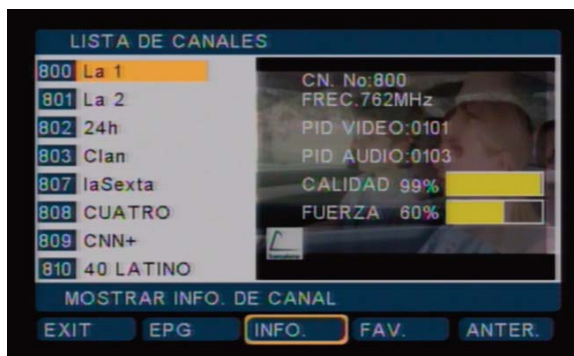 LISTA DE CANALES
800 La 1
801 La 2
802 24h
803 Clan
807 laSexta
808 CUATRO
809 CNN+
810 40 LATINO
CN. No:800
FREC.762MHz
PID VIDEO:0101
PID AUDIO:0103
CALIDAD 99%
FUERZA 60%
MOSTRAR INFO. DE CANAL
EXIT EPG INFO. FAV. ANTER.